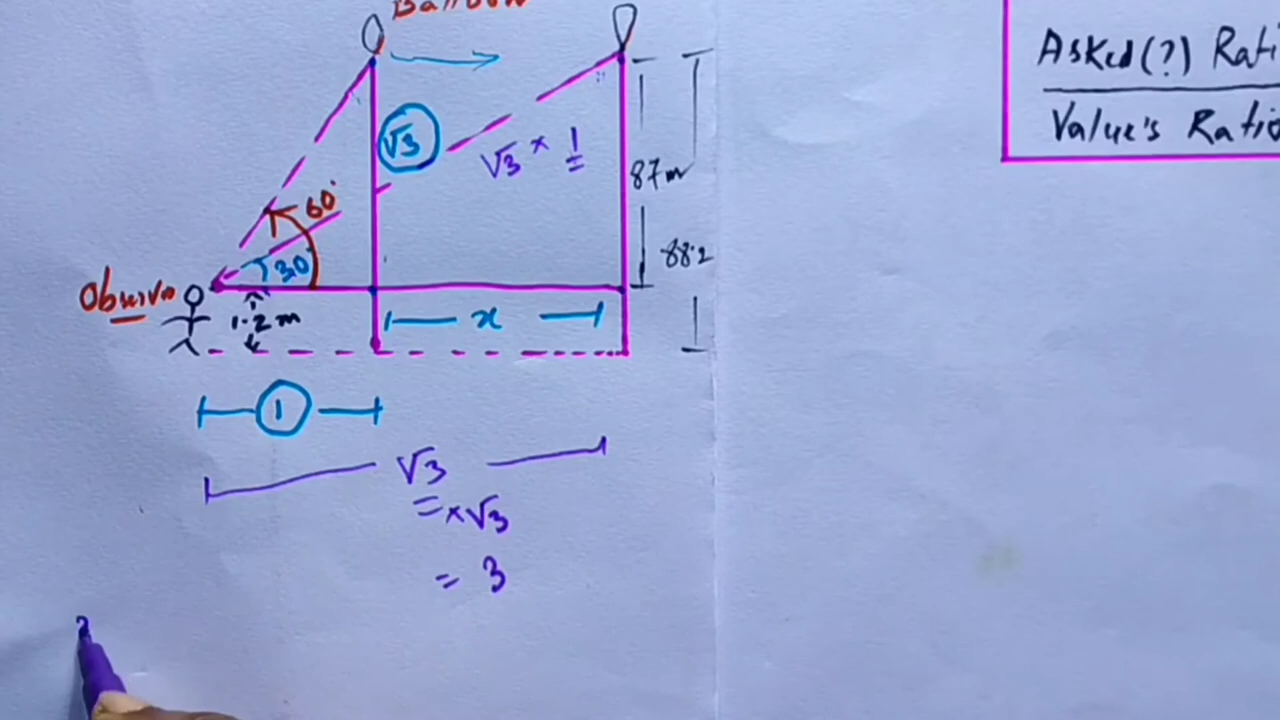 Balloon
Asked(?) Rati
Value's Ratio
√3
√3 × 1
87m
88.2
60°
30°
Observer
1.2m
x
1
√3
×√3
= 3